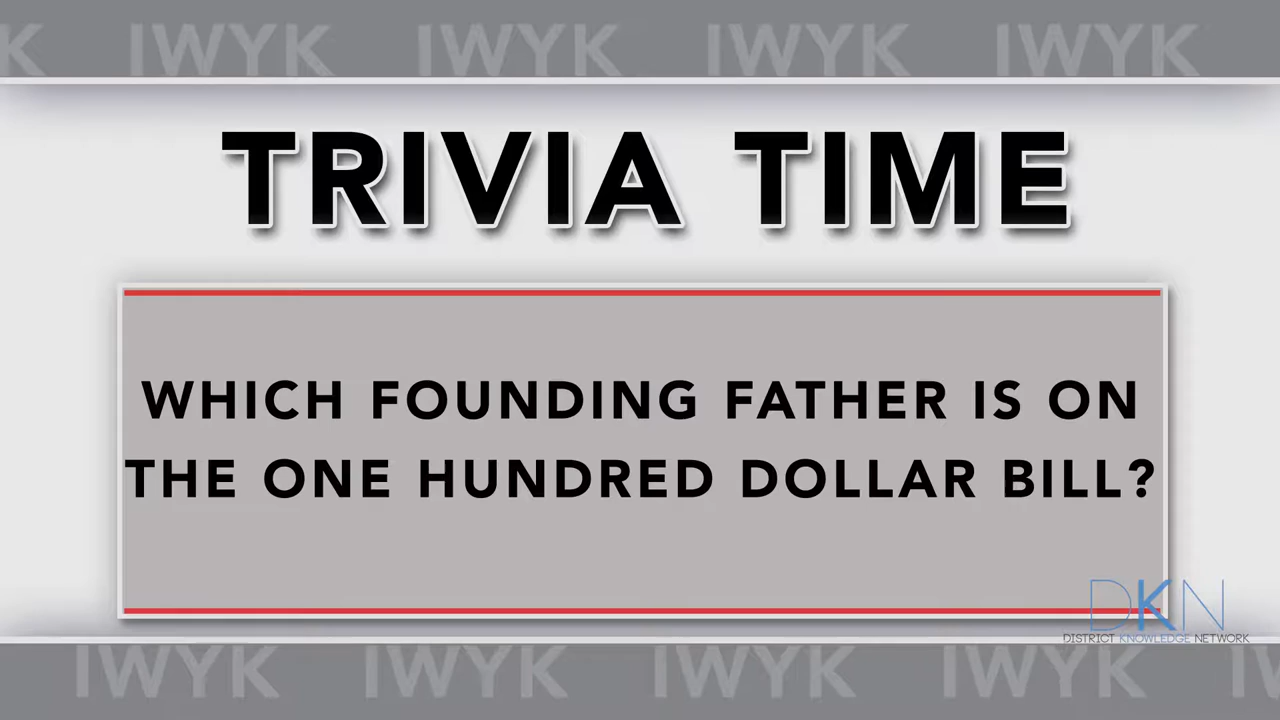 K IWYK IWYK IWYK IWYK
TRIVIA TIME
WHICH FOUNDING FATHER IS ON
THE ONE HUNDRED DOLLAR BILL?
DKN
DISTRICT KNOWLEDGE NETWORK
IWYK IWYK IWYK IWYK IW